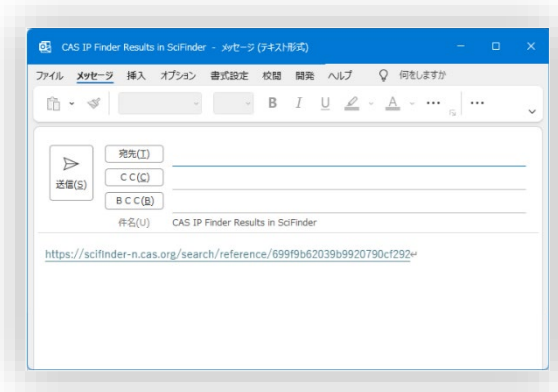 CAS IP Finder Results in SciFinder - メッセージ (テキスト形式)
ファイル メッセージ 挿入 オプション 書式設定 校閲 開発 ヘルプ 何をしますか
B I U A
送信(S)
宛先(T)
C C(C)
B C C(B)
件名(U) CAS IP Finder Results in SciFinder
https://scifinder-n.cas.org/search/reference/699f9b62039b9920790cf292